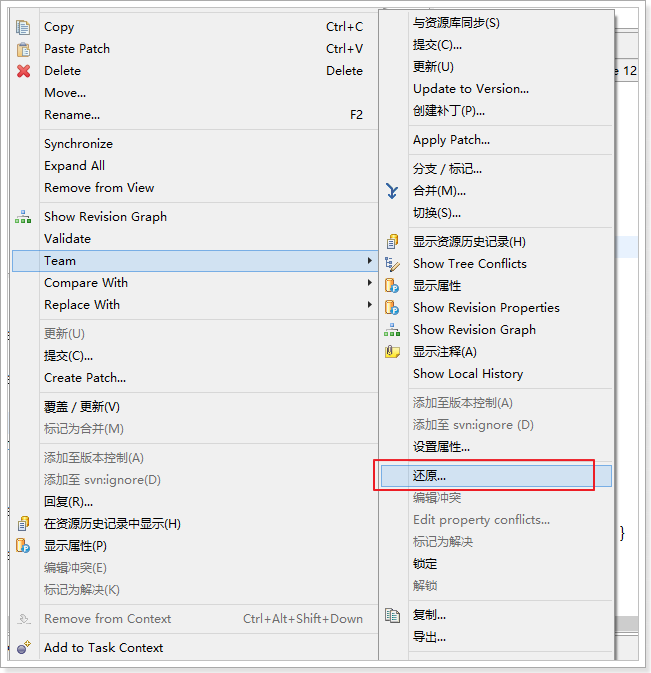 Copy Ctrl+C
Paste Patch Ctrl+V
Delete Delete
Move...
Rename... F2
Synchronize
Expand All
Remove from View
Show Revision Graph
Validate
Team
Compare With
Replace With
更新(U)
提交(C)...
Create Patch...
覆盖 / 更新(V)
标记为合并(M)
添加至版本控制(A)
添加至 svn:ignore(D)
回复(R)...
在资源历史记录中显示(H)
显示属性(P)
编辑冲突(E)
标记为解决(K)
Remove from Context Ctrl+Alt+Shift+Down
Add to Task Context
与资源库同步(S)
提交(C)...
更新(U)
Update to Version...
创建补丁(P)...
Apply Patch...
分支 / 标记...
合并(M)...
切换(S)...
显示资源历史记录(H)
Show Tree Conflicts
显示属性
Show Revision Properties
Show Revision Graph
显示注释(A)
Show Local History
添加至版本控制(A)
添加至 svn:ignore (D)
设置属性...
还原...
编辑冲突
Edit property conflicts...
标记为解决
锁定
解锁
复制...
导出...
12
}